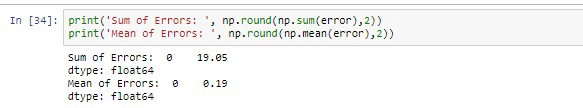 In [34]: print('Sum of Errors: ', np.round(np.sum(error),2))
print('Mean of Errors: ', np.round(np.mean(error),2))
Sum of Errors:  0    19.05
dtype: float64
Mean of Errors:  0    0.19
dtype: float64